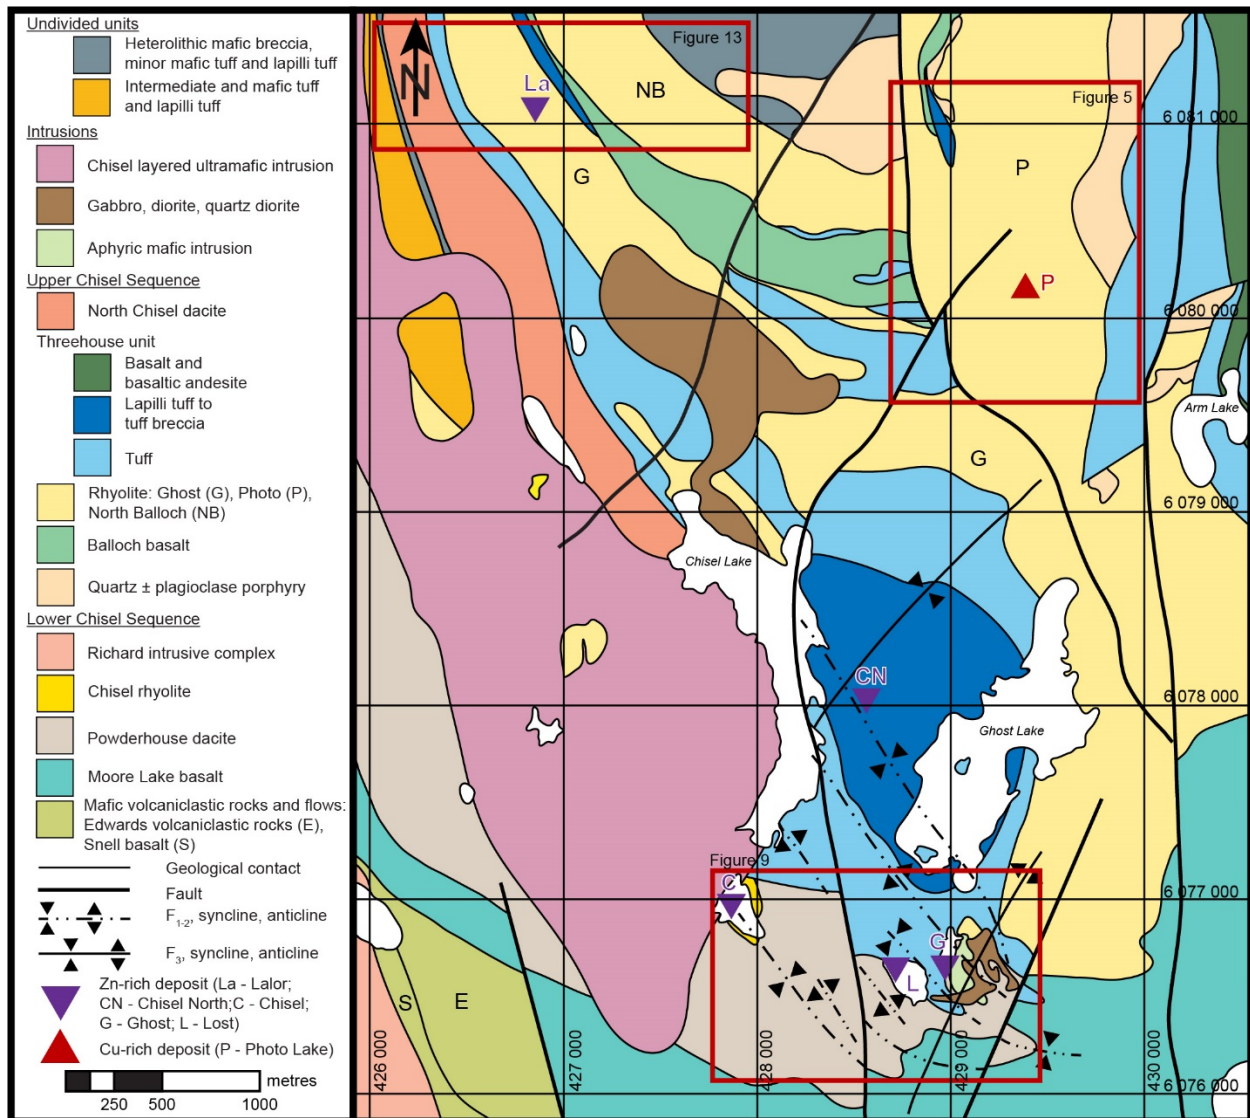 Undivided units
Heterolithic mafic breccia,
minor mafic tuff and lapilli tuff
Intermediate and mafic tuff
and lapilli tuff
Intrusions
Chisel layered ultramafic intrusion
Gabbro, diorite, quartz diorite
Aphyric mafic intrusion
Upper Chisel Sequence
North Chisel dacite
Threehouse unit
Basalt and
basaltic andesite
Lapilli tuff to
tuff breccia
Tuff
Rhyolite: Ghost (G), Photo (P),
North Balloch (NB)
Balloch basalt
Quartz ± plagioclase porphyry
Lower Chisel Sequence
Richard intrusive complex
Chisel rhyolite
Powderhouse dacite
Moore Lake basalt
Mafic volcaniclastic rocks and flows:
Edwards volcaniclastic rocks (E),
Snell basalt (S)
Geological contact
Fault
F1-2, syncline, anticline
F3, syncline, anticline
Zn-rich deposit (La - Lalor;
CN - Chisel North;C - Chisel;
G - Ghost; L - Lost)
Cu-rich deposit (P - Photo Lake)
metres
250 500 1000
N
Figure 13
La
NB
Figure 5
6 081 000
P
G
P
6 080 000
Arm Lake
G
6 079 000
Chisel Lake
CN
6 078 000
Ghost Lake
Figure 9
C
6 077 000
G
L
S
E
426 000
427 000
428 000
429 000
430 000
6 076 000